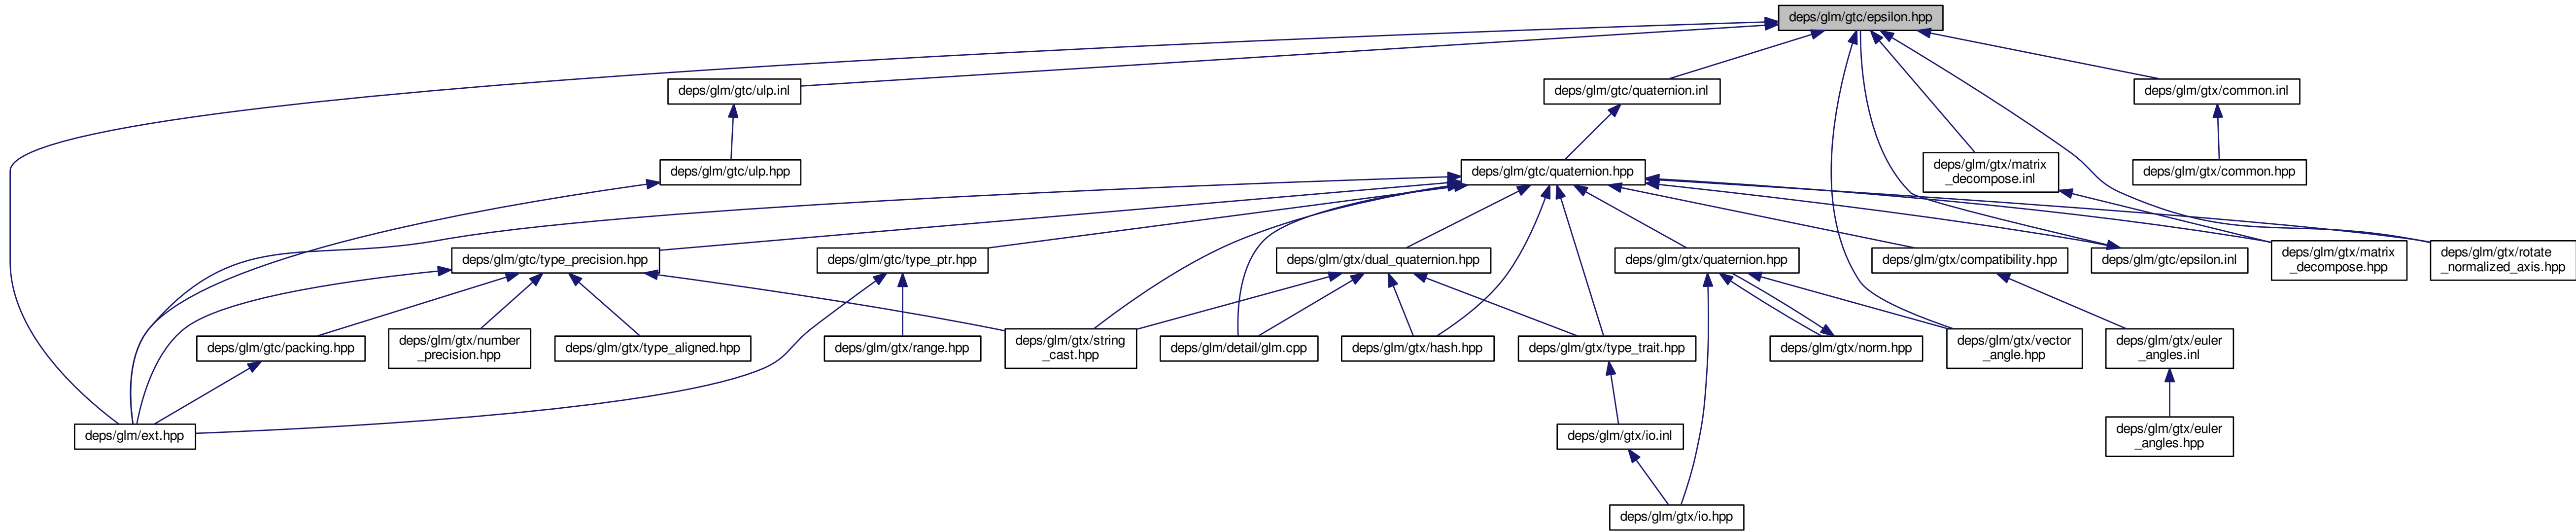 deps/glm/gtc/epsilon.hpp
deps/glm/gtc/ulp.inl
deps/glm/gtc/quaternion.inl
deps/glm/gtx/common.inl
deps/glm/gtc/ulp.hpp
deps/glm/gtc/quaternion.hpp
deps/glm/gtx/matrix
_decompose.inl
deps/glm/gtx/common.hpp
deps/glm/gtc/type_precision.hpp
deps/glm/gtc/type_ptr.hpp
deps/glm/gtx/dual_quaternion.hpp
deps/glm/gtx/quaternion.hpp
deps/glm/gtx/compatibility.hpp
deps/glm/gtc/epsilon.inl
deps/glm/gtx/matrix
_decompose.hpp
deps/glm/gtx/rotate
_normalized_axis.hpp
deps/glm/gtc/packing.hpp
deps/glm/gtx/number
_precision.hpp
deps/glm/gtx/type_aligned.hpp
deps/glm/gtx/range.hpp
deps/glm/gtx/string
_cast.hpp
deps/glm/detail/glm.cpp
deps/glm/gtx/hash.hpp
deps/glm/gtx/type_trait.hpp
deps/glm/gtx/norm.hpp
deps/glm/gtx/vector
_angle.hpp
deps/glm/gtx/euler
_angles.inl
deps/glm/ext.hpp
deps/glm/gtx/io.inl
deps/glm/gtx/euler
_angles.hpp
deps/glm/gtx/io.hpp